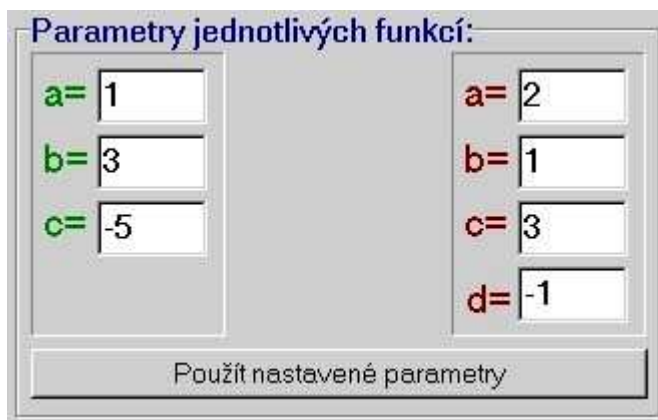 Parametry jednotlivých funkcí:
a= 1
b= 3
c= -5
a= 2
b= 1
c= 3
d= -1
Použít nastavené parametry